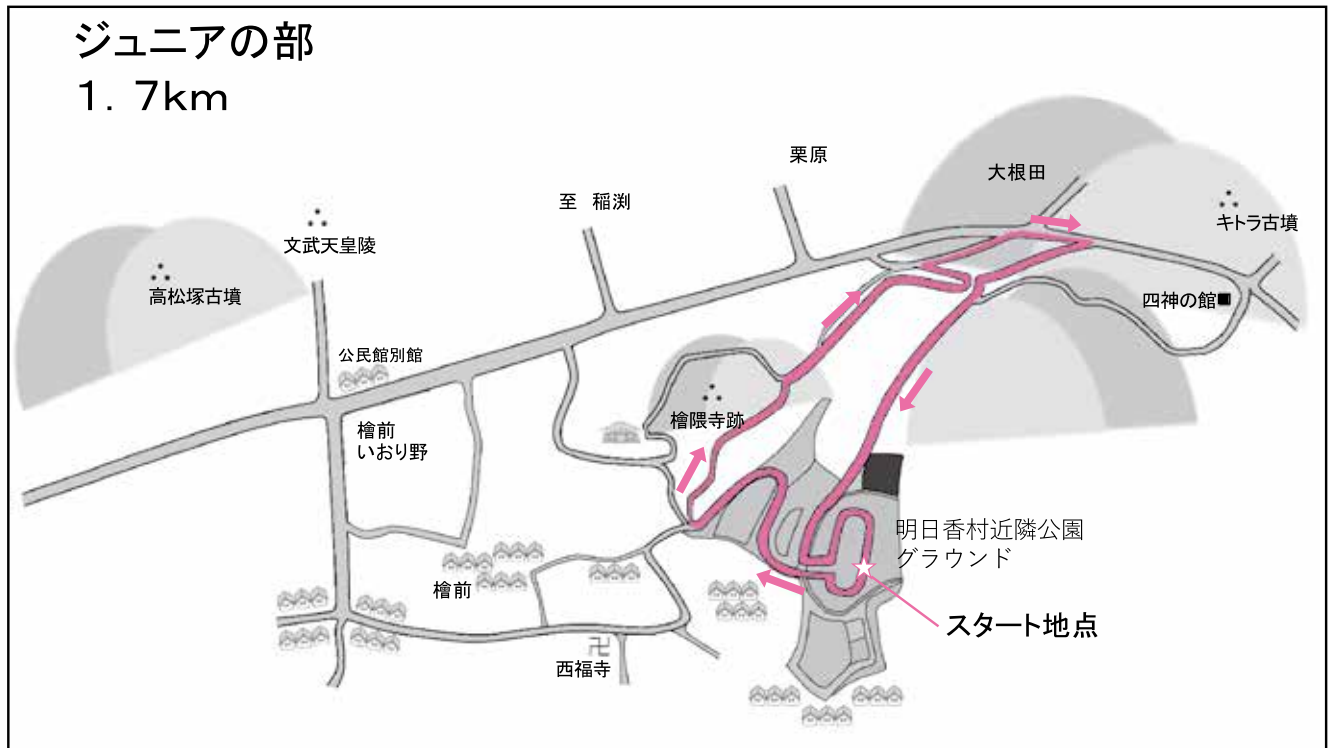 ジュニアの部
1．7km
栗原
大根田
至　稲渕
キトラ古墳
文武天皇陵
高松塚古墳
四神の館
公民館別館
檜隈寺跡
檜前
いおり野
明日香村近隣公園
グラウンド
檜前
スタート地点
西福寺